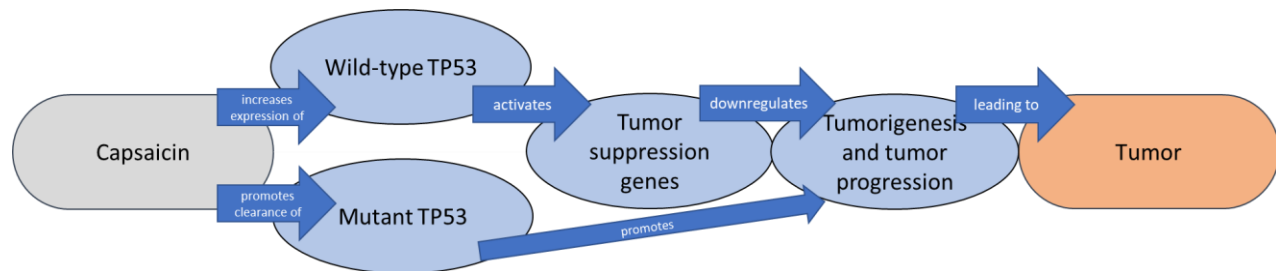 Capsaicin
increases
expression of
Wild-type TP53
activates
Tumor
suppression
genes
downregulates
Tumorigenesis
and tumor
progression
leading to
Tumor
promotes
clearance of
Mutant TP53
promotes